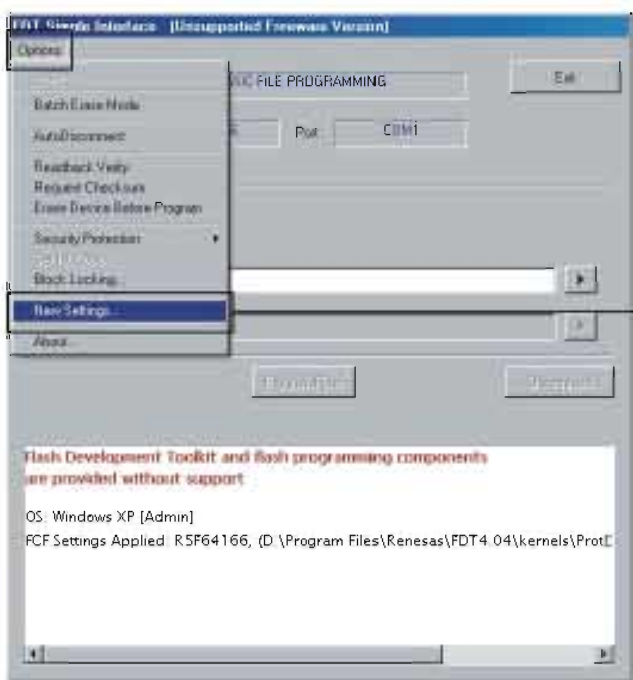 FDT Simple Interface [Unsupported Freeware Version]
Options
FILE PROGRAMMING
Exit
Batch Erase Mode
Port COM1
AutoDisconnect
Readback Verify
Request Checksum
Erase Device Before Program
Security Protection
Block Locking
New Settings...
About...
Disconnect
Flash Development Toolkit and flash programming components
are provided without support
OS: Windows XP [Admin]
FCF Settings Applied: R5F64166, (D:\Program Files\Renesas\FDT4.04\kernels\Prot